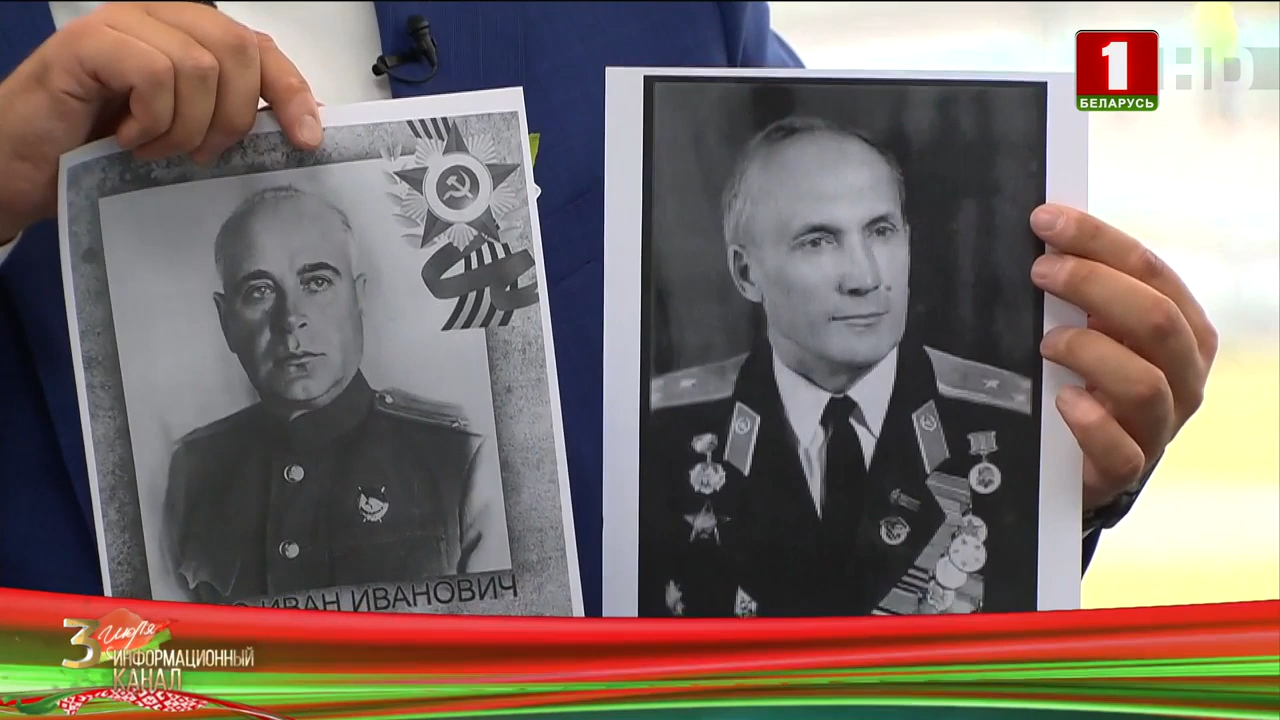 1
HD
БЕЛАРУСЬ
ИВАН ИВАНОВИЧ
3 июля
ИНФОРМАЦИОННЫЙ
КАНАЛ